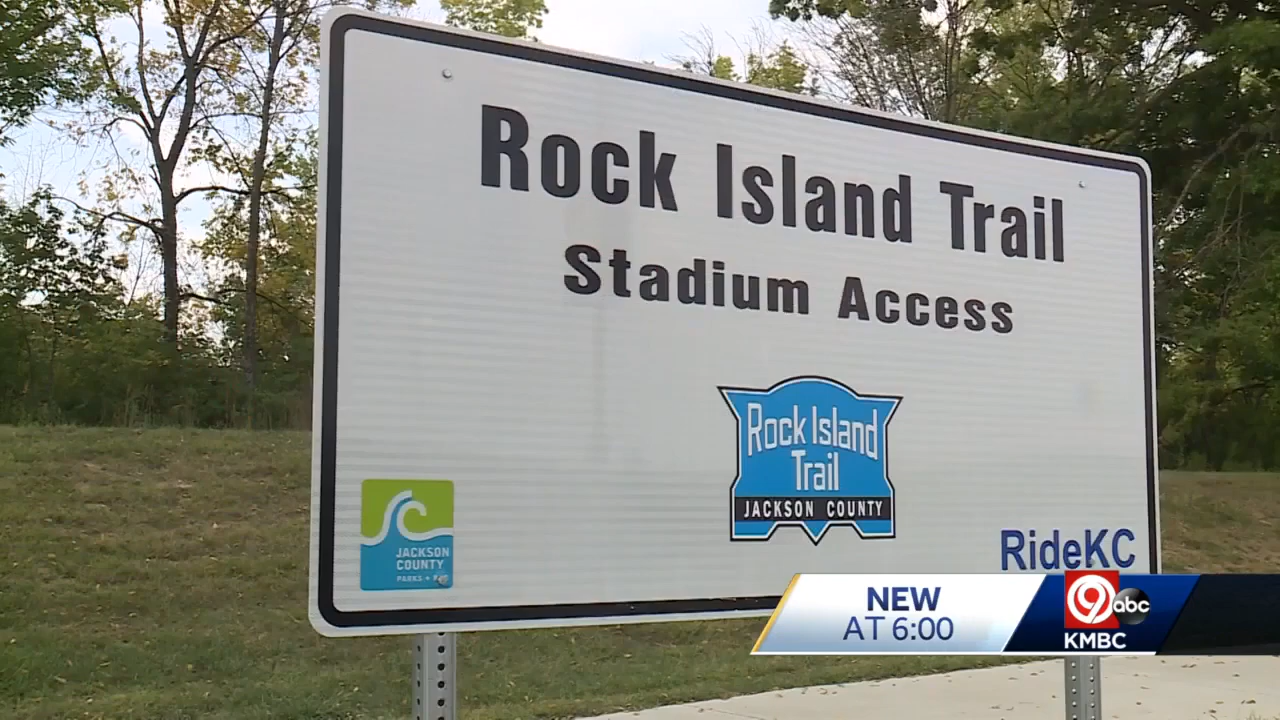 Rock Island Trail
Stadium Access
Rock Island
Trail
JACKSON COUNTY
JACKSON
COUNTY
PARKS +
RideKC
NEW
AT 6:00
9
abc
KMBC